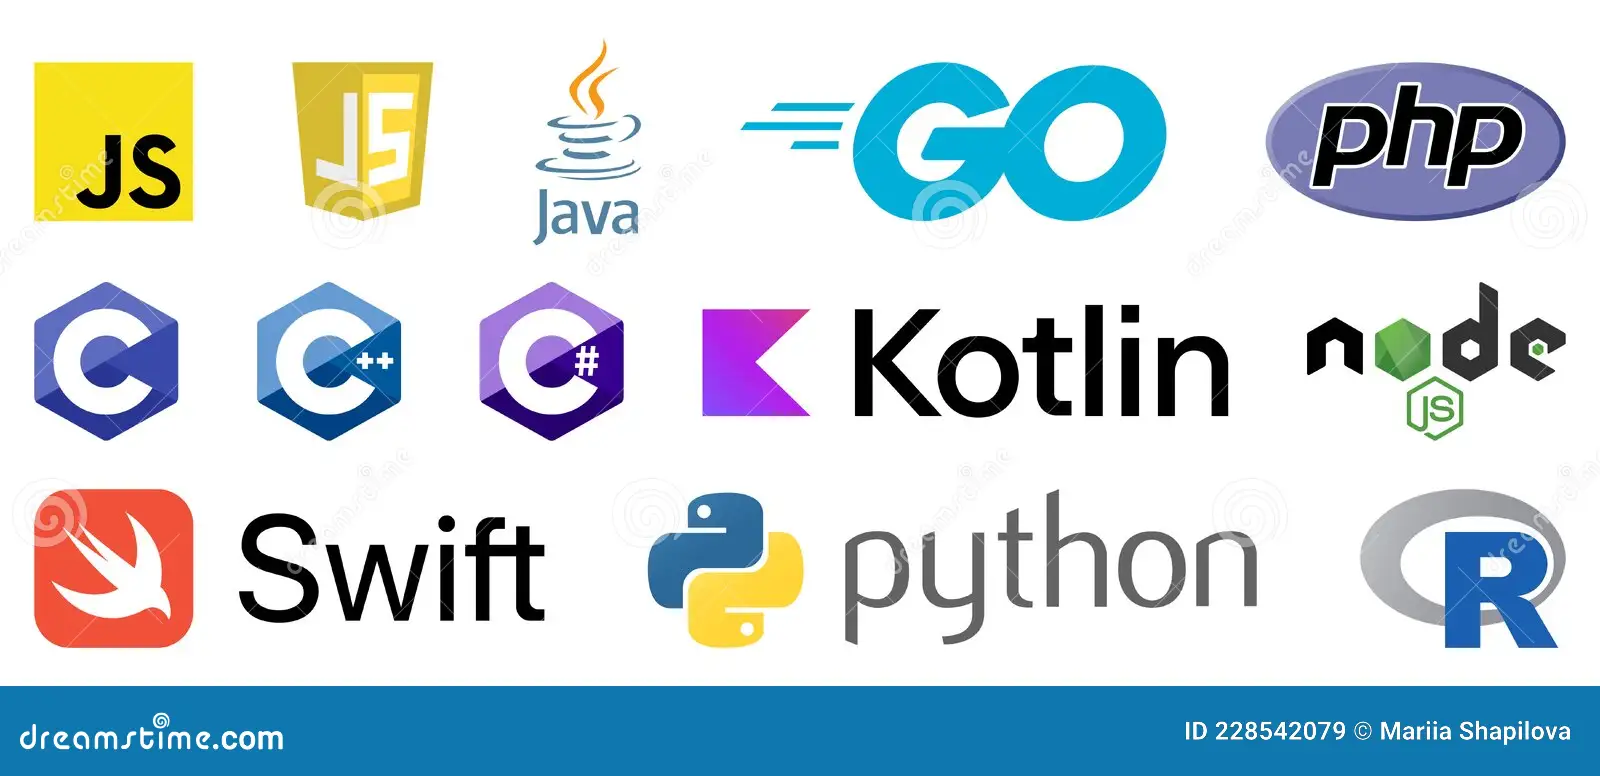 JS
JS
Java
GO
php
C
C++
C#
Kotlin
node
JS
Swift
python
R
dreamstime.com
ID 228542079 © Mariia Shapilova